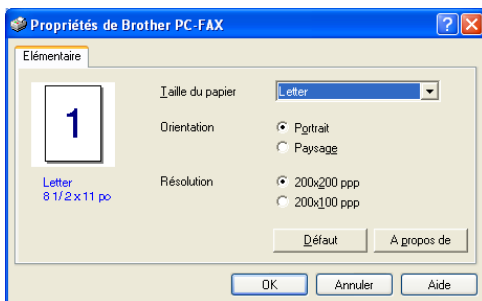 Propriétés de Brother PC-FAX
Elémentaire
1
Letter
8 1/2 x 11 po
Taille du papier
Letter
Orientation
Portrait
Paysage
Résolution
200x200 ppp
200x100 ppp
Défaut
A propos de
OK
Annuler
Aide